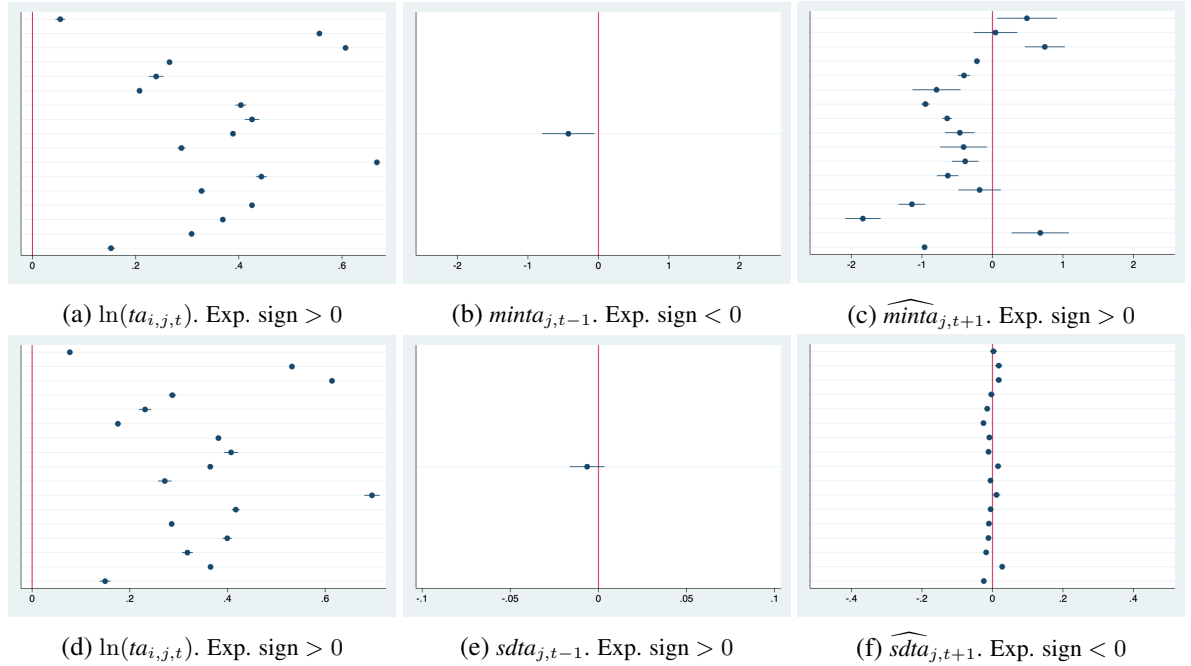 0 .2 .4 .6
-2 -1 0 1 2
-2 -1 0 1 2
(a) ln(ta_{i,j,t}). Exp. sign > 0
(b) minta_{j,t−1}. Exp. sign < 0
(c) \widehat{minta}_{j,t+1}. Exp. sign > 0
0 .2 .4 .6
-.1 -.05 0 .05 .1
-.4 -.2 0 .2 .4
(d) ln(ta_{i,j,t}). Exp. sign > 0
(e) sdta_{j,t−1}. Exp. sign > 0
(f) \widehat{sdta}_{j,t+1}. Exp. sign < 0